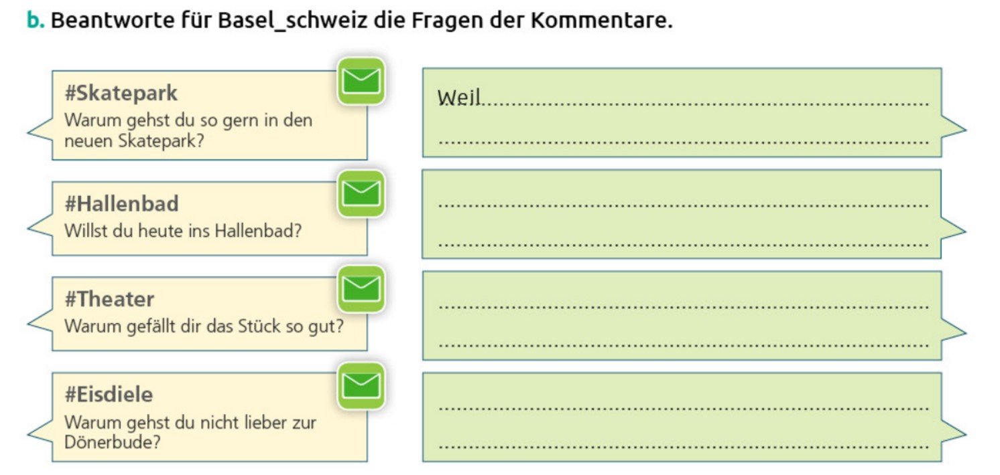 b. Beantworte für Basel_schweiz die Fragen der Kommentare.
#Skatepark
Warum gehst du so gern in den
neuen Skatepark?
Weil
#Hallenbad
Willst du heute ins Hallenbad?
#Theater
Warum gefällt dir das Stück so gut?
#Eisdiele
Warum gehst du nicht lieber zur
Dönerbude?